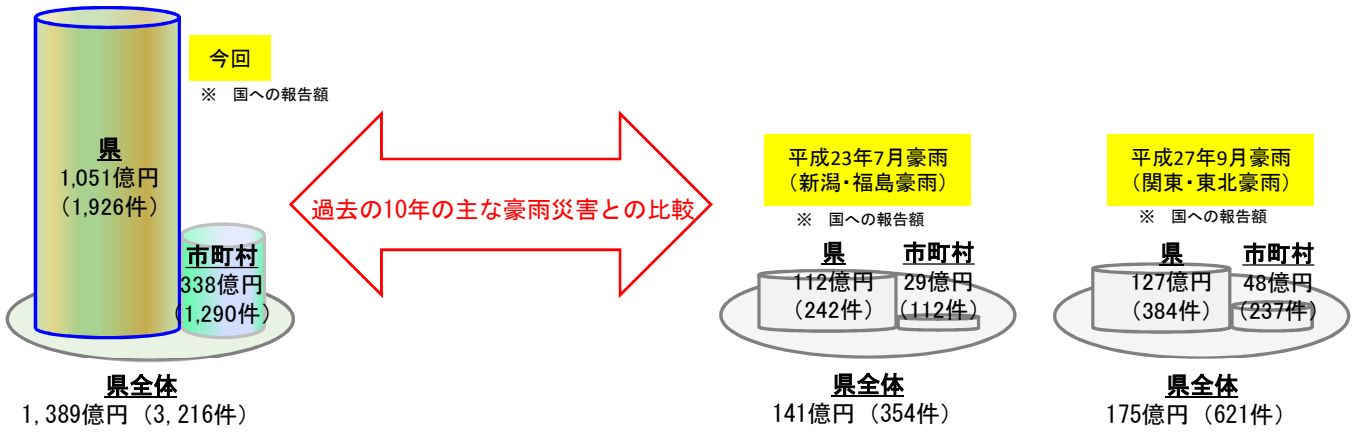 今回
※　国への報告額
県
1,051億円
(1,926件)
市町村
338億円
(1,290件)
県全体
1,389億円（3,216件）
過去の10年の主な豪雨災害との比較
平成23年7月豪雨
（新潟・福島豪雨）
※　国への報告額
県
112億円
(242件)
市町村
29億円
(112件)
県全体
141億円（354件）
平成27年9月豪雨
（関東・東北豪雨）
※　国への報告額
県
127億円
(384件)
市町村
48億円
(237件)
県全体
175億円（621件）